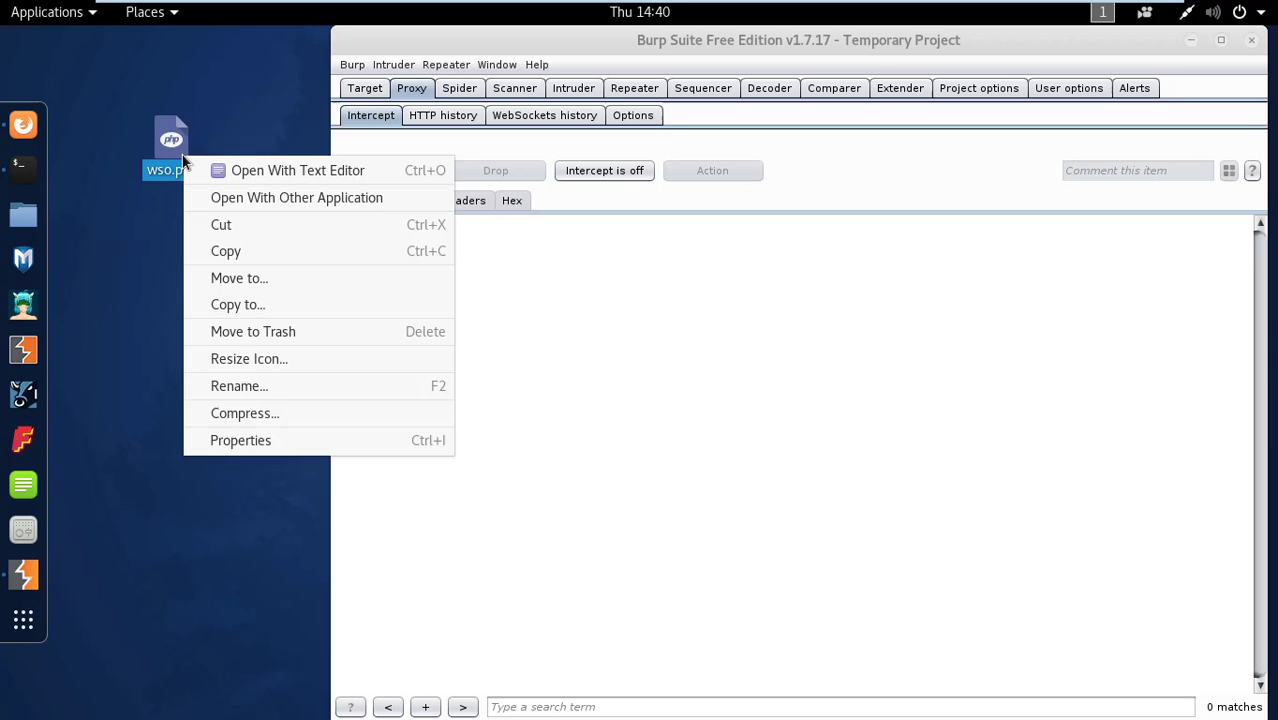 Applications Places Thu 14:40 1
Burp Suite Free Edition v1.7.17 - Temporary Project
Burp Intruder Repeater Window Help
Target Proxy Spider Scanner Intruder Repeater Sequencer Decoder Comparer Extender Project options User options Alerts
Intercept HTTP history WebSockets history Options
php
wso.p
Drop Intercept is off Action Comment this item ?
aders Hex
Open With Text Editor Ctrl+O
Open With Other Application
Cut Ctrl+X
Copy Ctrl+C
Move to...
Copy to...
Move to Trash Delete
Resize Icon...
Rename... F2
Compress...
Properties Ctrl+I
? < + > Type a search term 0 matches